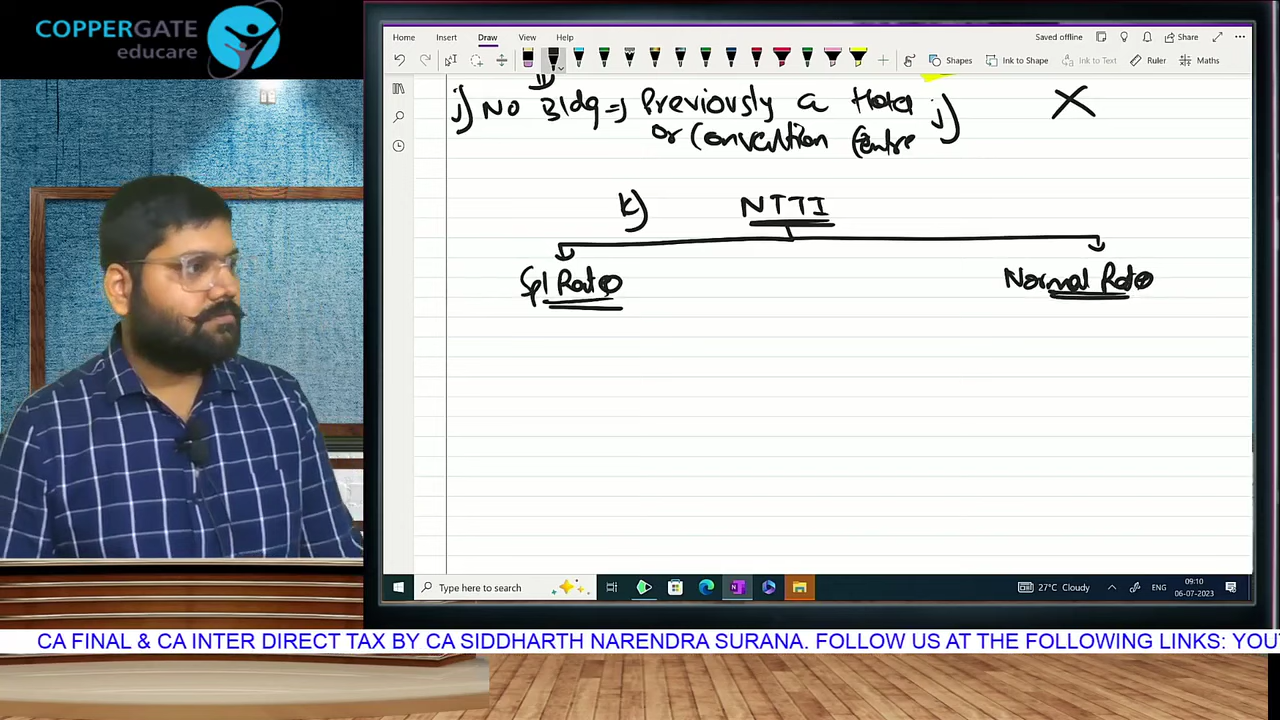 COPPERGATE
educare
Home Insert Draw View Help
Saved offline
Share
Shapes
Ink to Shape
Ink to Text
Ruler
Maths
j) No Bldg => Previously a Hotel j) X
or Convention Centre
k) NTTI
Spl Rates Normal Rates
Type here to search
27°C Cloudy
ENG
09:10
06-07-2023
CA FINAL & CA INTER DIRECT TAX BY CA SIDDHARTH NARENDRA SURANA. FOLLOW US AT THE FOLLOWING LINKS: YOU